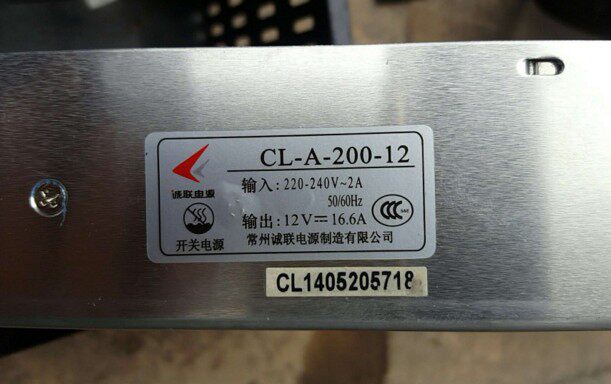 CL-A-200-12
诚联电源
输入：220-240V~2A
50/60Hz
输出：12V⎓16.6A
CCC
开关电源
常州诚联电源制造有限公司
CL1405205718